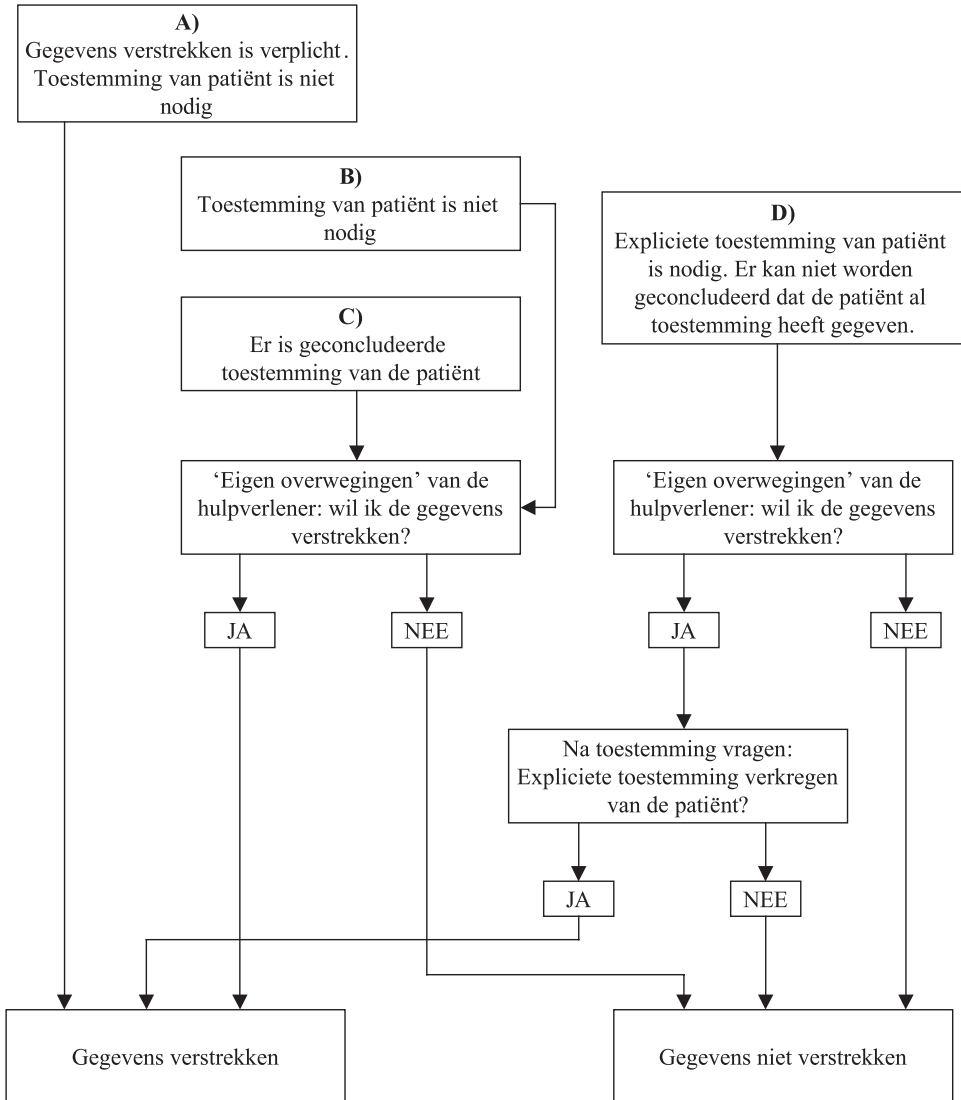 A)
Gegevens verstrekken is verplicht.
Toestemming van patiënt is niet
nodig
B)
Toestemming van patiënt is niet
nodig
C)
Er is geconcludeerde
toestemming van de patiënt
D)
Expliciete toestemming van patiënt
is nodig. Er kan niet worden
geconcludeerd dat de patiënt al
toestemming heeft gegeven.
‘Eigen overwegingen’ van de
hulpverlener: wil ik de gegevens
verstrekken?
‘Eigen overwegingen’ van de
hulpverlener: wil ik de gegevens
verstrekken?
JA
NEE
JA
NEE
Na toestemming vragen:
Expliciete toestemming verkregen
van de patiënt?
JA
NEE
Gegevens verstrekken
Gegevens niet verstrekken